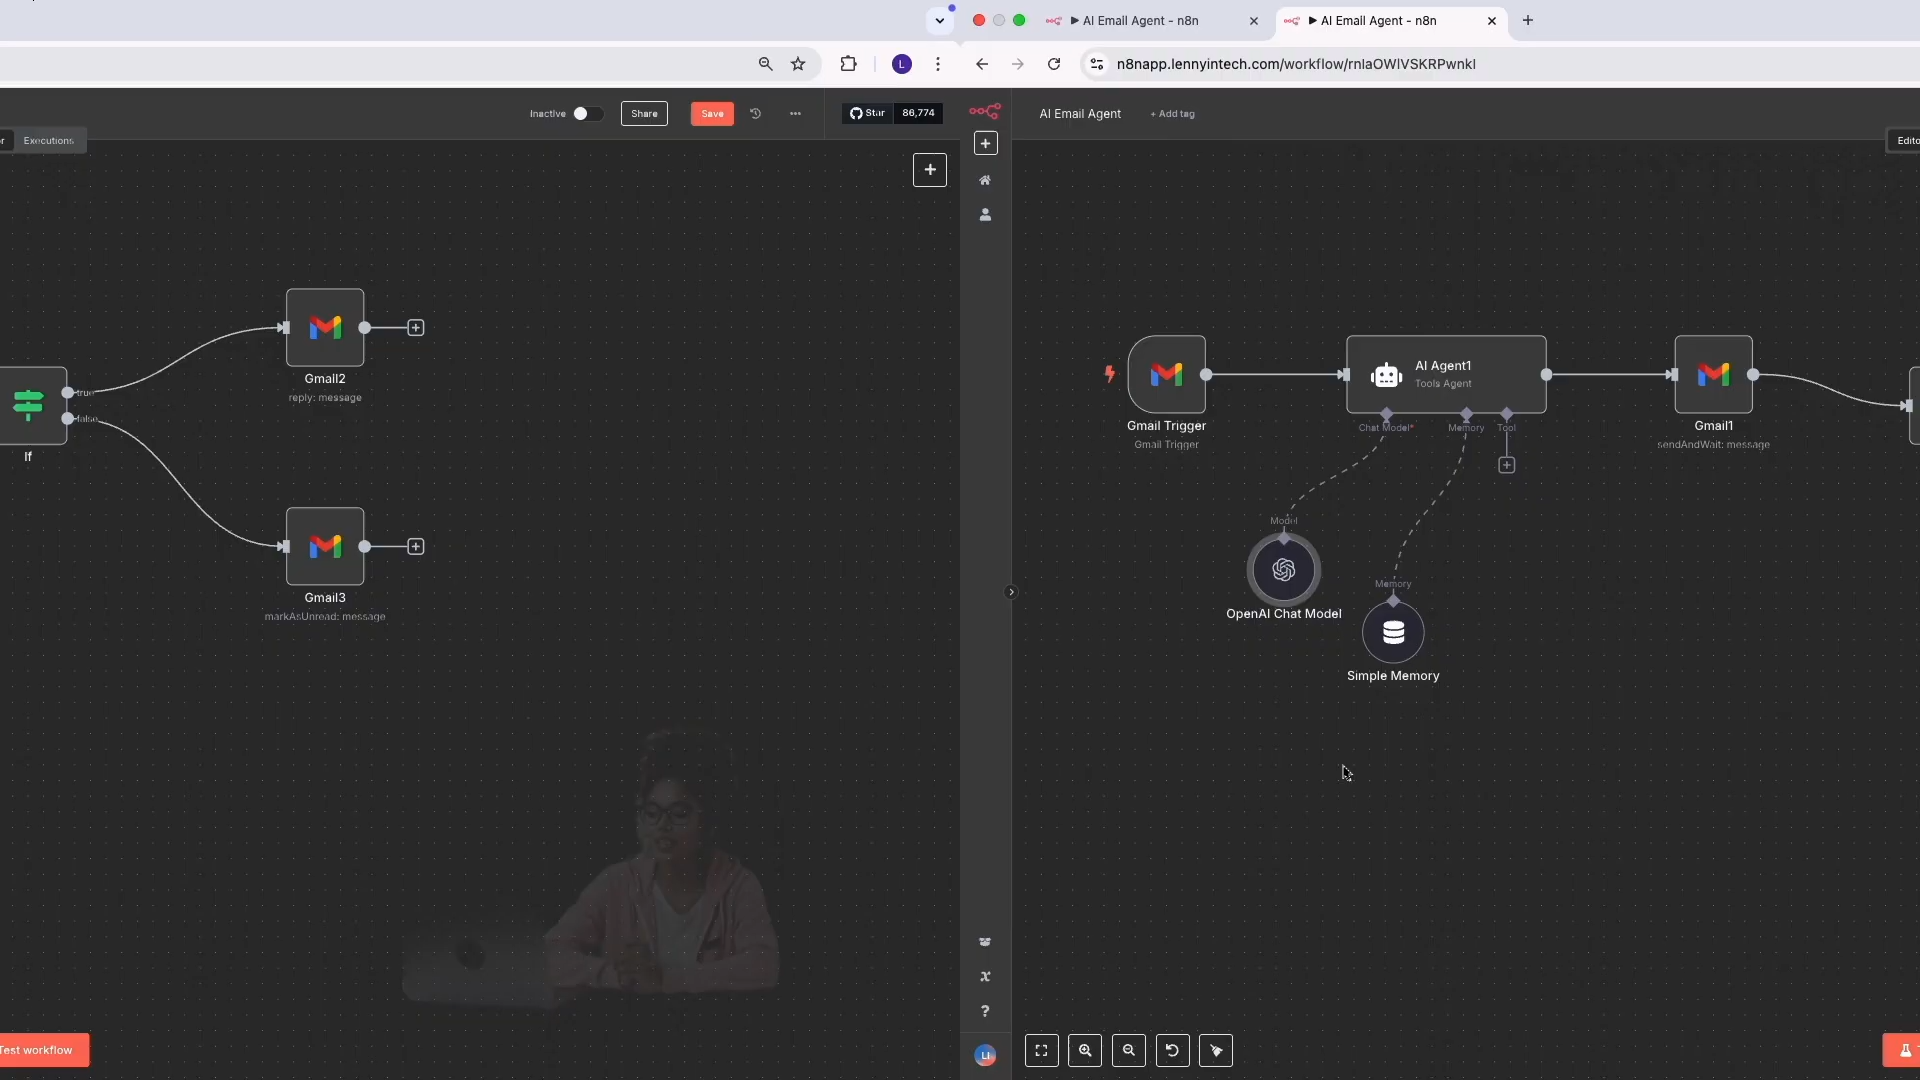 AI Email Agent - n8n
AI Email Agent - n8n
L
n8napp.lennyintech.com/workflow/rnlaOWlVSKRPwnkl
Inactive
Share
Save
Star 86,774
AI Email Agent
+ Add tag
Executions
Edito
true
false
If
Gmail2
reply: message
Gmail3
markAsUnread: message
Gmail Trigger
Gmail Trigger
AI Agent1
Tools Agent
Chat Model*
Memory
Tool
Gmail1
sendAndWait: message
Model
OpenAI Chat Model
Memory
Simple Memory
?
Test workflow
LI